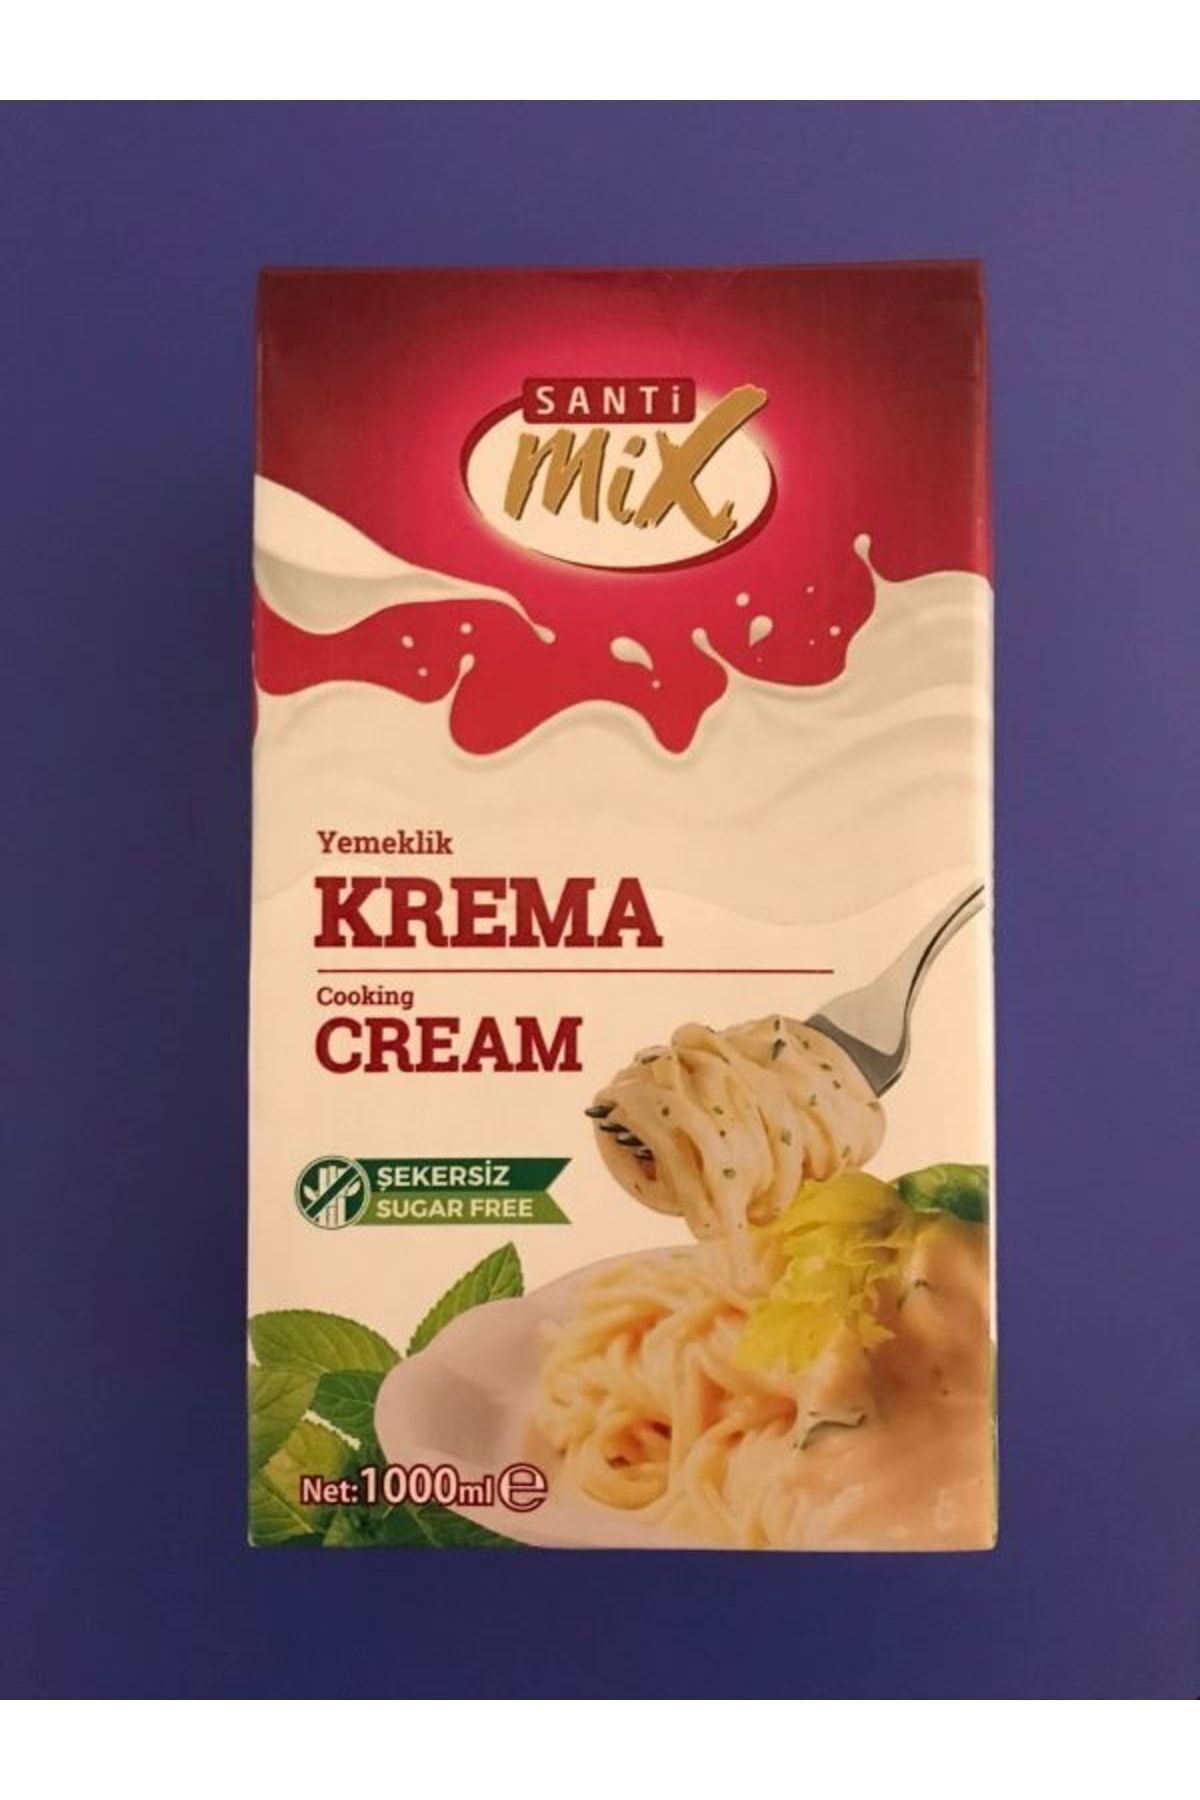 SANTi
mix
Yemeklik
KREMA
Cooking
CREAM
ŞEKERSİZ
SUGAR FREE
Net:1000ml℮